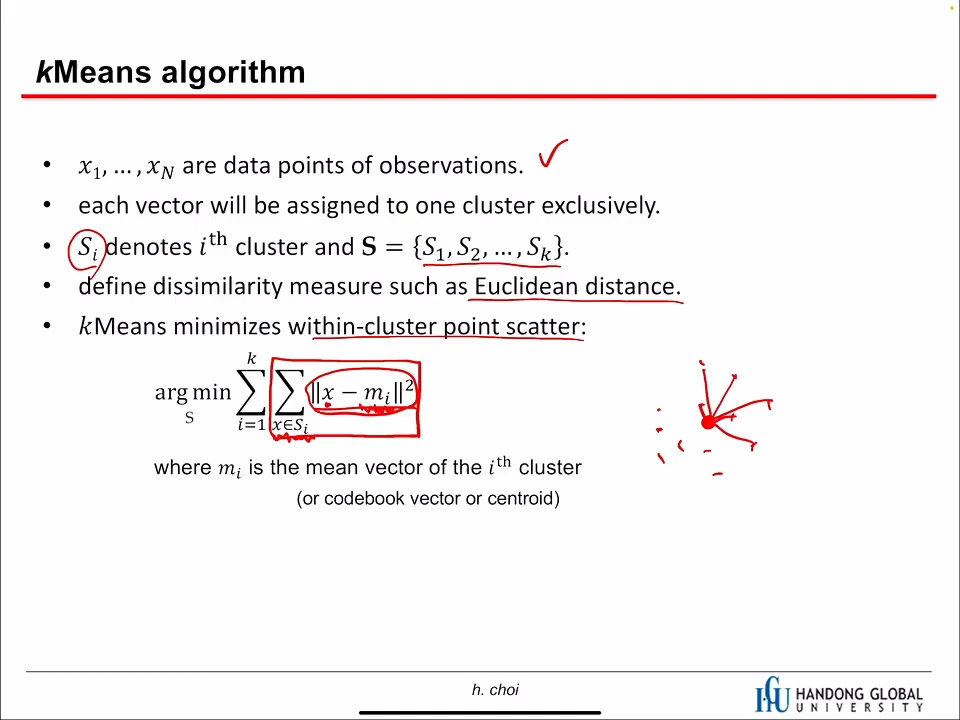 kMeans algorithm
• x₁, … , x_N are data points of observations.
• each vector will be assigned to one cluster exclusively.
• Sᵢ denotes iᵗʰ cluster and S = {S₁, S₂, … , Sₖ}.
• define dissimilarity measure such as Euclidean distance.
• kMeans minimizes within-cluster point scatter:
arg min_S ∑_{i=1}^{k} ∑_{x∈Sᵢ} ‖x − mᵢ‖²
where mᵢ is the mean vector of the iᵗʰ cluster
(or codebook vector or centroid)
h. choi
HGU HANDONG GLOBAL
UNIVERSITY